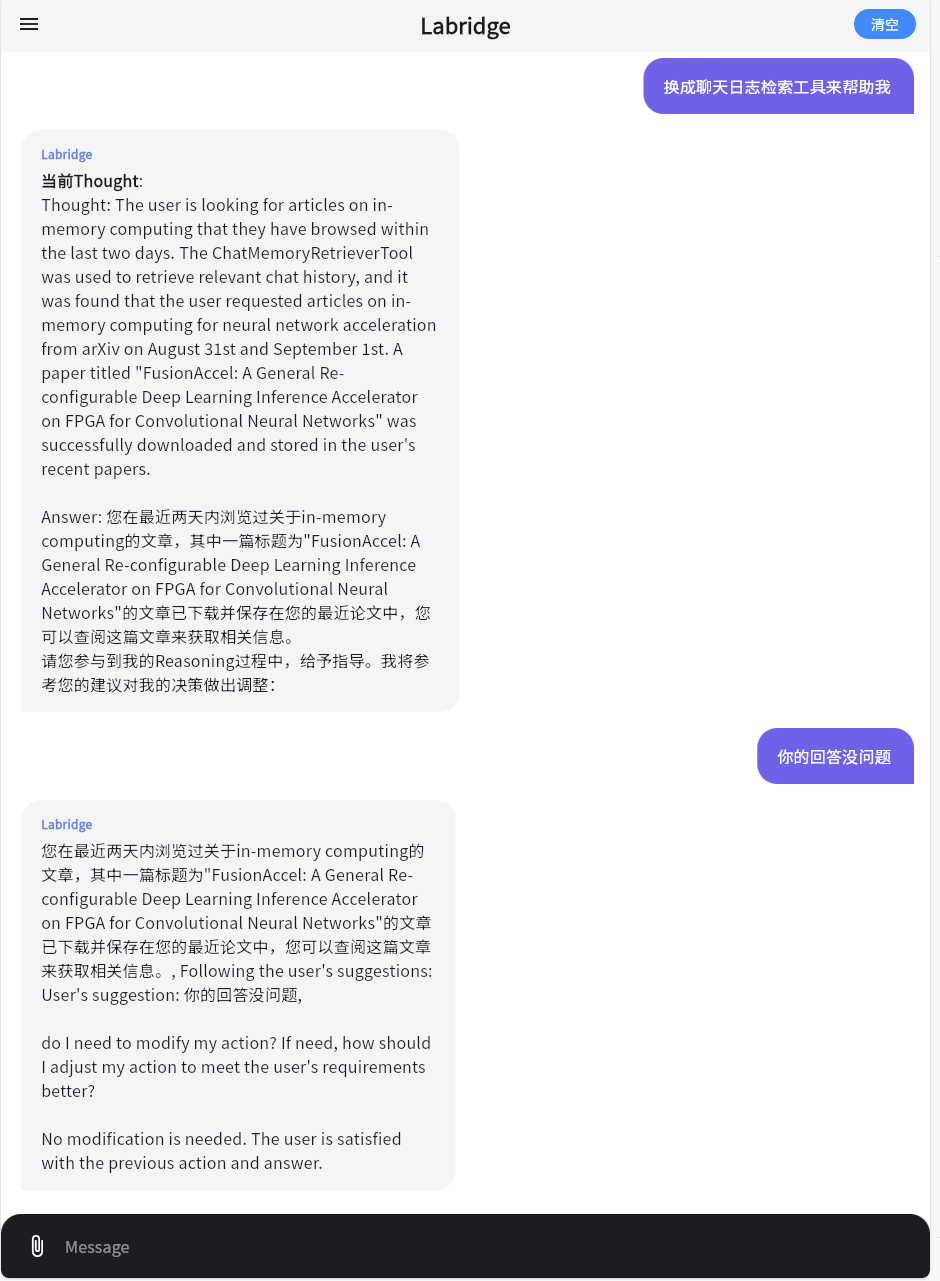 Labridge
清空
换成聊天日志检索工具来帮助我
Labridge
当前Thought:
Thought: The user is looking for articles on in-
memory computing that they have browsed within
the last two days. The ChatMemoryRetrieverTool
was used to retrieve relevant chat history, and it
was found that the user requested articles on in-
memory computing for neural network acceleration
from arXiv on August 31st and September 1st. A
paper titled "FusionAccel: A General Re-
configurable Deep Learning Inference Accelerator
on FPGA for Convolutional Neural Networks" was
successfully downloaded and stored in the user's
recent papers.
Answer: 您在最近两天内浏览过关于in-memory
computing的文章，其中一篇标题为"FusionAccel: A
General Re-configurable Deep Learning Inference
Accelerator on FPGA for Convolutional Neural
Networks"的文章已下载并保存在您的最近论文中，您
可以查阅这篇文章来获取相关信息。
请您参与到我的Reasoning过程中，给予指导。我将参
考您的建议对我的决策做出调整：
你的回答没问题
Labridge
您在最近两天内浏览过关于in-memory computing的
文章，其中一篇标题为"FusionAccel: A General Re-
configurable Deep Learning Inference Accelerator
on FPGA for Convolutional Neural Networks"的文章
已下载并保存在您的最近论文中，您可以查阅这篇文章
来获取相关信息。, Following the user's suggestions:
User's suggestion: 你的回答没问题,
do I need to modify my action? If need, how should
I adjust my action to meet the user's requirements
better?
No modification is needed. The user is satisfied
with the previous action and answer.
Message